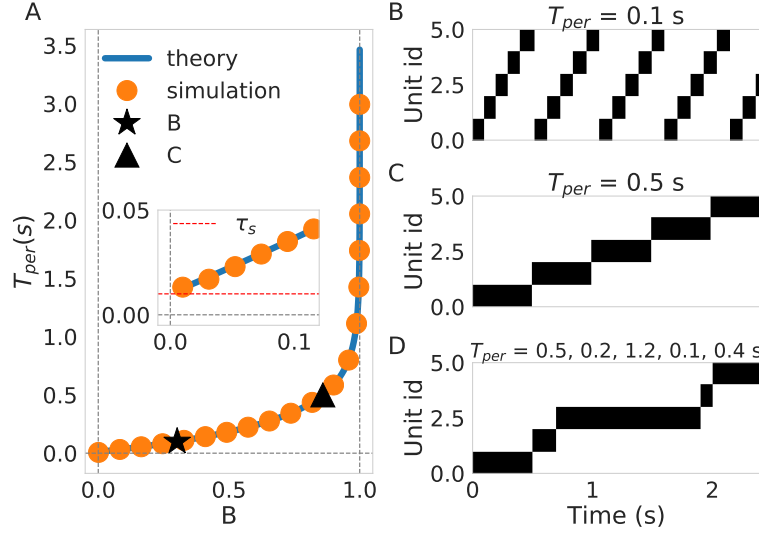 A
3.5
3.0
2.5
2.0
1.5
1.0
0.5
0.0
T_per(s)
theory
simulation
B
C
0.05
0.00
τ_s
0.0 0.1
0.0 0.5 1.0
B
B
T_per = 0.1 s
5.0
2.5
0.0
Unit id
C
T_per = 0.5 s
5.0
2.5
0.0
Unit id
D
T_per = 0.5, 0.2, 1.2, 0.1, 0.4 s
5.0
2.5
0.0
Unit id
0 1 2
Time (s)